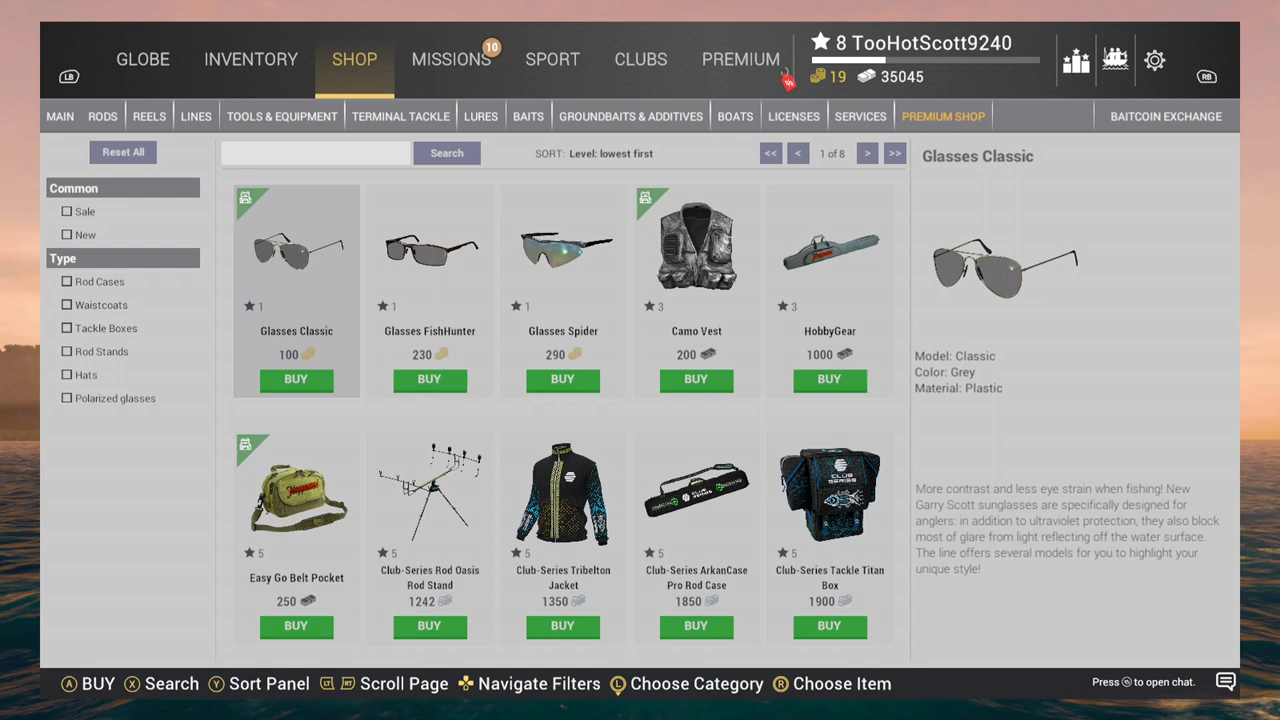 LB
GLOBE
INVENTORY
SHOP
MISSIONS
10
SPORT
CLUBS
PREMIUM
8 TooHotScott9240
19
35045
RB
MAIN
RODS
REELS
LINES
TOOLS & EQUIPMENT
TERMINAL TACKLE
LURES
BAITS
GROUNDBAITS & ADDITIVES
BOATS
LICENSES
SERVICES
PREMIUM SHOP
BAITCOIN EXCHANGE
Reset All
Search
SORT: Level: lowest first
<<
<
1 of 8
>
>>
Common
Sale
New
Type
Rod Cases
Waistcoats
Tackle Boxes
Rod Stands
Hats
Polarized glasses
1
Glasses Classic
100
BUY
1
Glasses FishHunter
230
BUY
1
Glasses Spider
290
BUY
3
Camo Vest
200
BUY
3
HobbyGear
1000
BUY
5
Easy Go Belt Pocket
250
BUY
5
Club-Series Rod Oasis
Rod Stand
1242
BUY
5
Club-Series Tribelton
Jacket
1350
BUY
5
Club-Series ArkanCase
Pro Rod Case
1850
BUY
CLUB
SERIES
5
Club-Series Tackle Titan
Box
1900
BUY
Glasses Classic
Model: Classic
Color: Grey
Material: Plastic
More contrast and less eye strain when fishing! New
Garry Scott sunglasses are specifically designed for
anglers: in addition to ultraviolet protection, they also block
most of glare from light reflecting off the water surface.
The line offers several models for you to highlight your
unique style!
A BUY
X Search
Y Sort Panel
LT RT Scroll Page
Navigate Filters
L Choose Category
R Choose Item
Press to open chat.